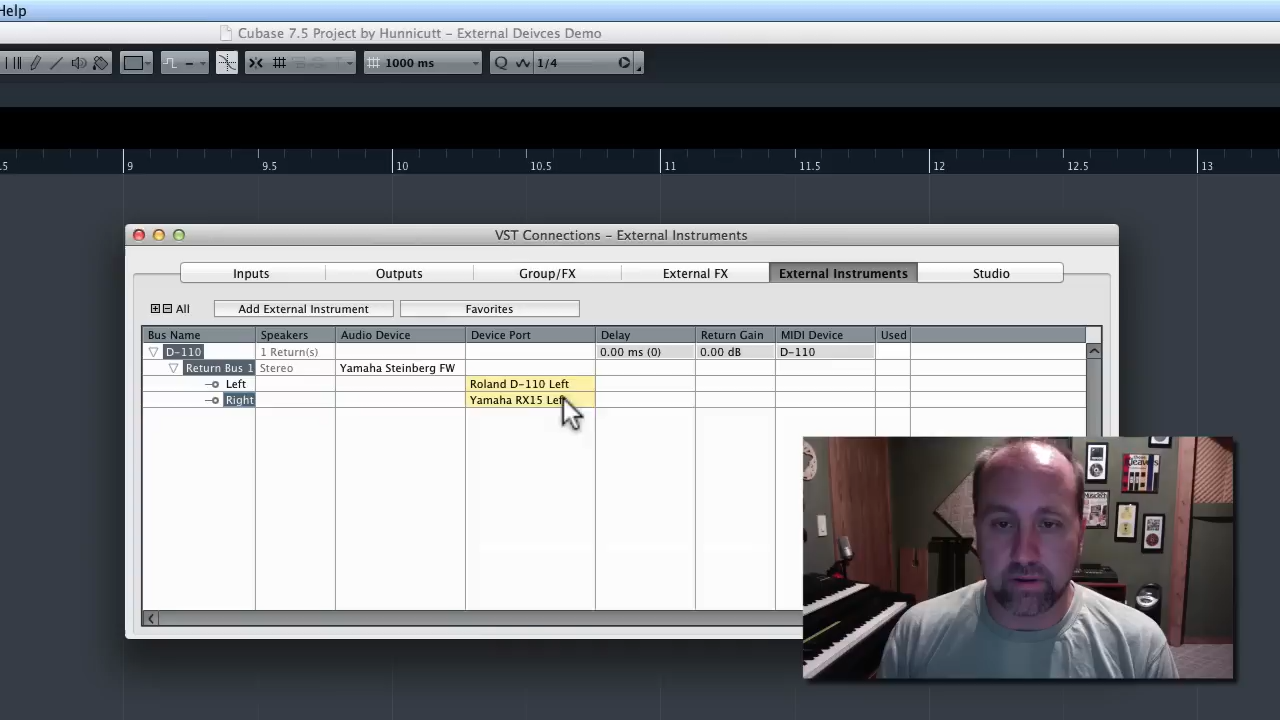 Help
Cubase 7.5 Project by Hunnicutt - External Deivces Demo
1000 ms
Q 1/4
.5 9 9.5 10 10.5 11 11.5 12 12.5 13
VST Connections - External Instruments
Inputs Outputs Group/FX External FX External Instruments Studio
All Add External Instrument Favorites
Bus Name Speakers Audio Device Device Port Delay Return Gain MIDI Device Used
D-110 1 Return(s) 0.00 ms (0) 0.00 dB D-110
Return Bus 1 Stereo Yamaha Steinberg FW
Left Roland D-110 Left
Right Yamaha RX15 Left